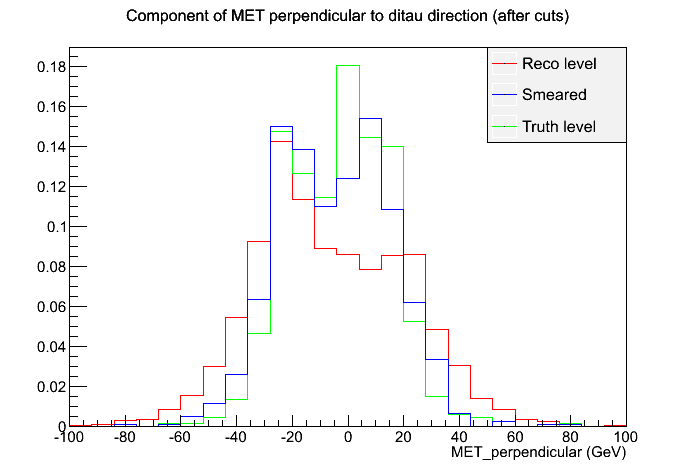 Component of MET perpendicular to ditau direction (after cuts)
Reco level
Smeared
Truth level
0.18
0.16
0.14
0.12
0.1
0.08
0.06
0.04
0.02
0
-100 -80 -60 -40 -20 0 20 40 60 80 100
MET_perpendicular (GeV)